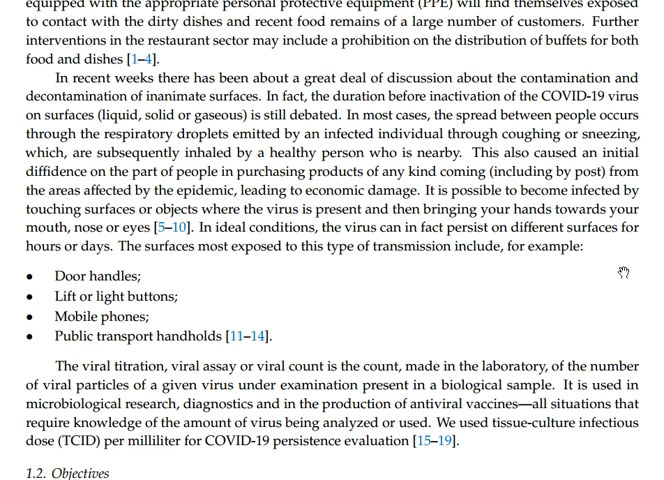 equipped with the appropriate personal protective equipment (PPE) will find themselves exposed
to contact with the dirty dishes and recent food remains of a large number of customers. Further
interventions in the restaurant sector may include a prohibition on the distribution of buffets for both
food and dishes [1–4].
In recent weeks there has been about a great deal of discussion about the contamination and
decontamination of inanimate surfaces. In fact, the duration before inactivation of the COVID-19 virus
on surfaces (liquid, solid or gaseous) is still debated. In most cases, the spread between people occurs
through the respiratory droplets emitted by an infected individual through coughing or sneezing,
which, are subsequently inhaled by a healthy person who is nearby. This also caused an initial
diffidence on the part of people in purchasing products of any kind coming (including by post) from
the areas affected by the epidemic, leading to economic damage. It is possible to become infected by
touching surfaces or objects where the virus is present and then bringing your hands towards your
mouth, nose or eyes [5–10]. In ideal conditions, the virus can in fact persist on different surfaces for
hours or days. The surfaces most exposed to this type of transmission include, for example:
• Door handles;
• Lift or light buttons;
• Mobile phones;
• Public transport handholds [11–14].
The viral titration, viral assay or viral count is the count, made in the laboratory, of the number
of viral particles of a given virus under examination present in a biological sample. It is used in
microbiological research, diagnostics and in the production of antiviral vaccines—all situations that
require knowledge of the amount of virus being analyzed or used. We used tissue-culture infectious
dose (TCID) per milliliter for COVID-19 persistence evaluation [15–19].
1.2. Objectives